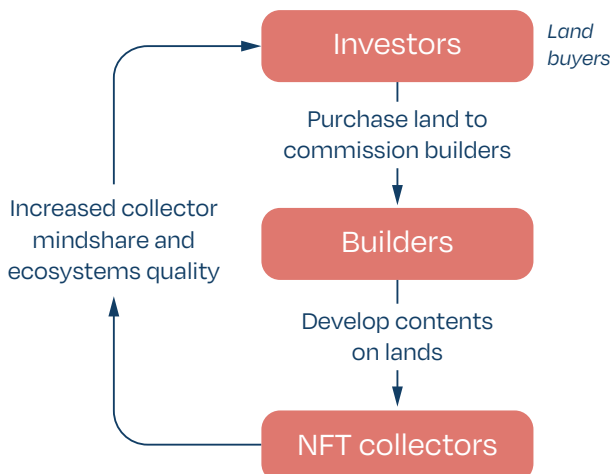 Investors
Land
buyers
Purchase land to
commission builders
Builders
Increased collector
mindshare and
ecosystems quality
Develop contents
on lands
NFT collectors